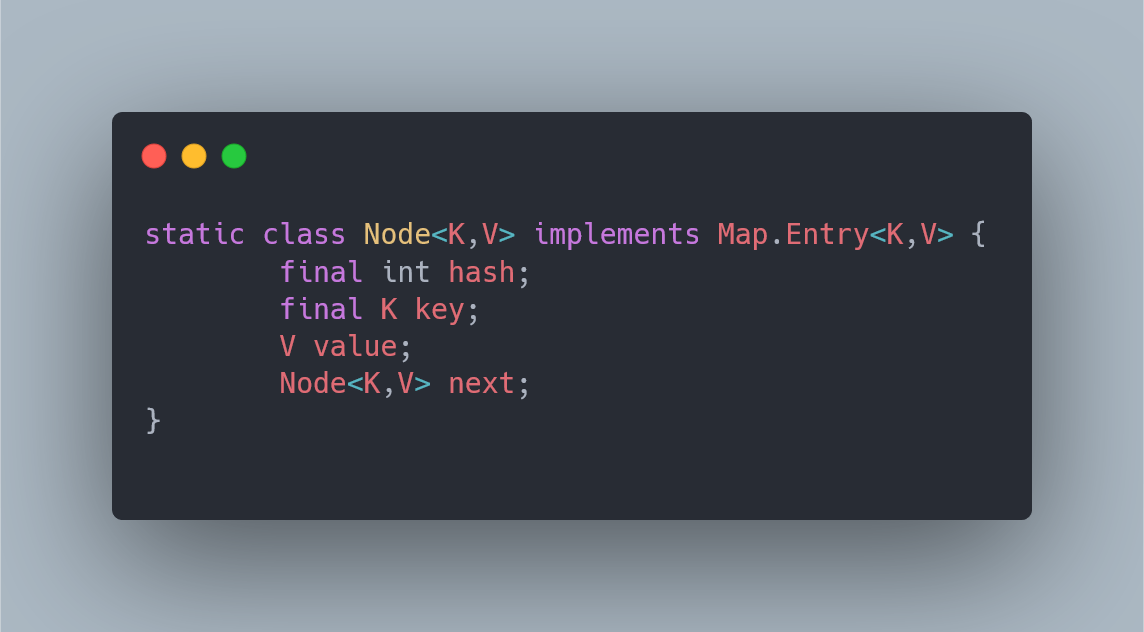 static class Node<K,V> implements Map.Entry<K,V> {
        final int hash;
        final K key;
        V value;
        Node<K,V> next;
}